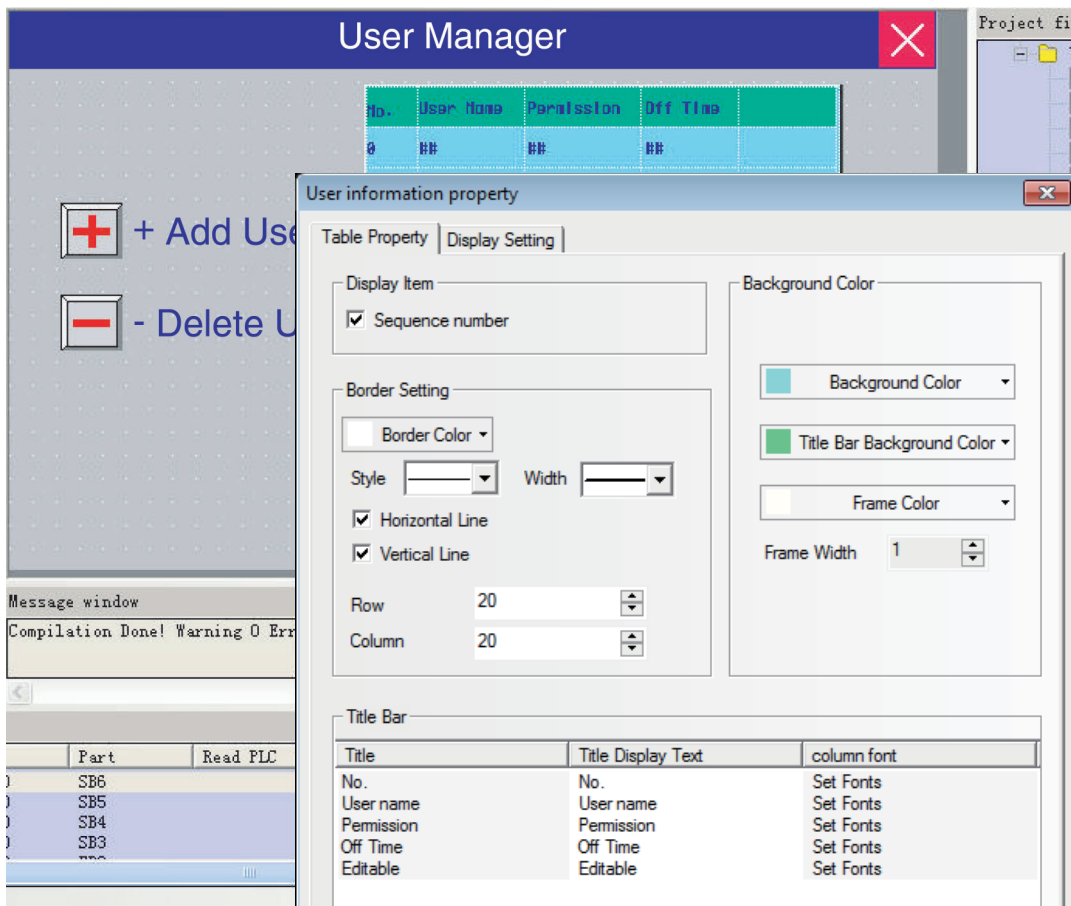 User Manager
Project fi
No. User Name Permission Off Time
0 ## ## ##
User information property
+ Add Use
Table Property Display Setting
Display Item
Sequence number
Background Color
- Delete U
Background Color
Border Setting
Border Color
Title Bar Background Color
Style Width
Frame Color
Horizontal Line
Vertical Line
Frame Width 1
Row 20
Column 20
Message window
Compilation Done! Warning 0 Err
Title Bar
Part Read PLC
SB6
SB5
SB4
SB3
Title Title Display Text column font
No. No. Set Fonts
User name User name Set Fonts
Permission Permission Set Fonts
Off Time Off Time Set Fonts
Editable Editable Set Fonts